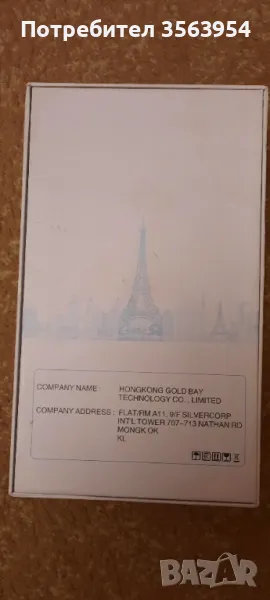 Потребител 3563954
COMPANY NAME : HONGKONG GOLD BAY
TECHNOLOGY CO., LIMITED
COMPANY ADDRESS : FLAT/RM A11, 9/F SILVERCORP
INT'L TOWER 707-713 NATHAN RD
MONGK OK
KL
BAZAR